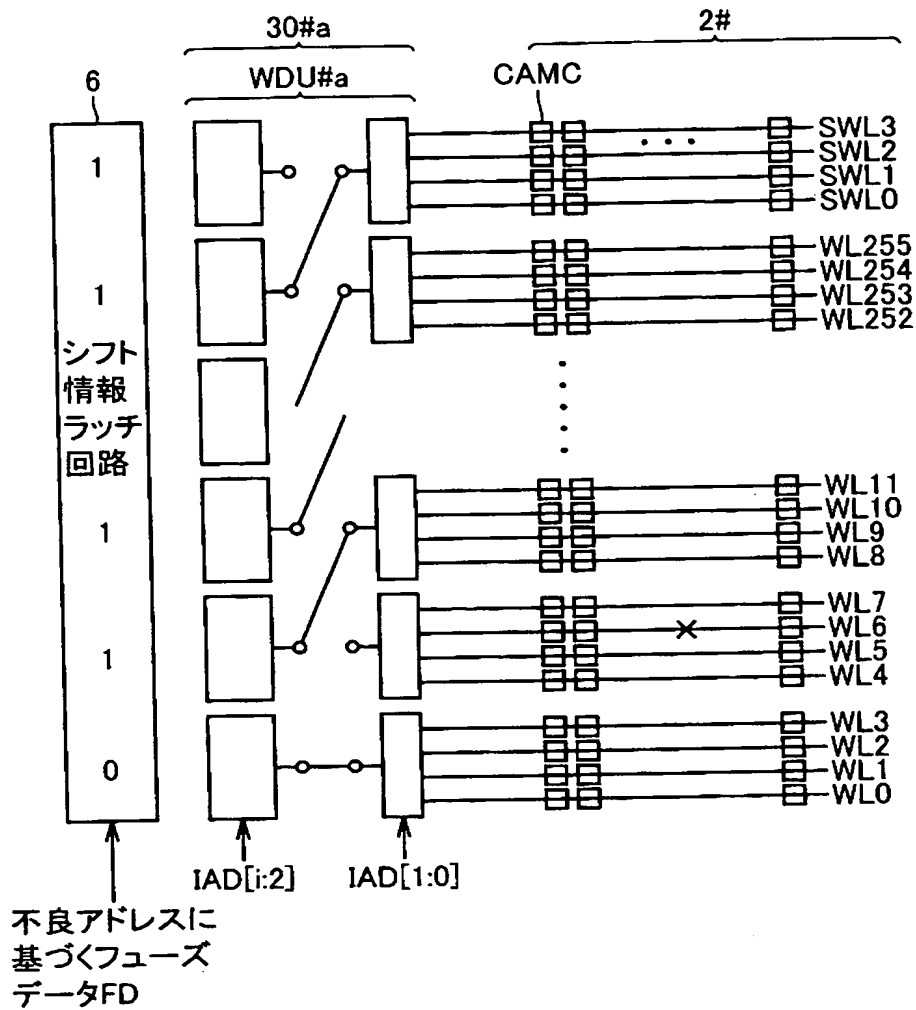 30#a
2#
WDU#a
CAMC
6
1
1
シフト
情報
ラッチ
回路
1
1
0
SWL3
SWL2
SWL1
SWL0
WL255
WL254
WL253
WL252
WL11
WL10
WL9
WL8
WL7
WL6
WL5
WL4
WL3
WL2
WL1
WL0
IAD[i:2]
IAD[1:0]
不良アドレスに
基づくフューズ
データFD